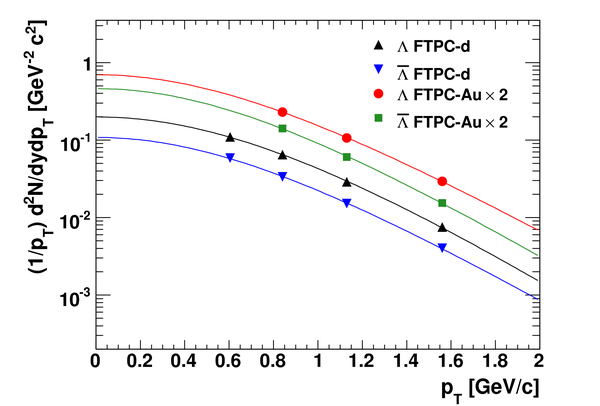 (1/p_T) d²N/dydp_T [GeV⁻² c²]
Λ FTPC-d
Λ̅ FTPC-d
Λ FTPC-Au × 2
Λ̅ FTPC-Au × 2
1
10⁻¹
10⁻²
10⁻³
0 0.2 0.4 0.6 0.8 1 1.2 1.4 1.6 1.8 2
p_T [GeV/c]